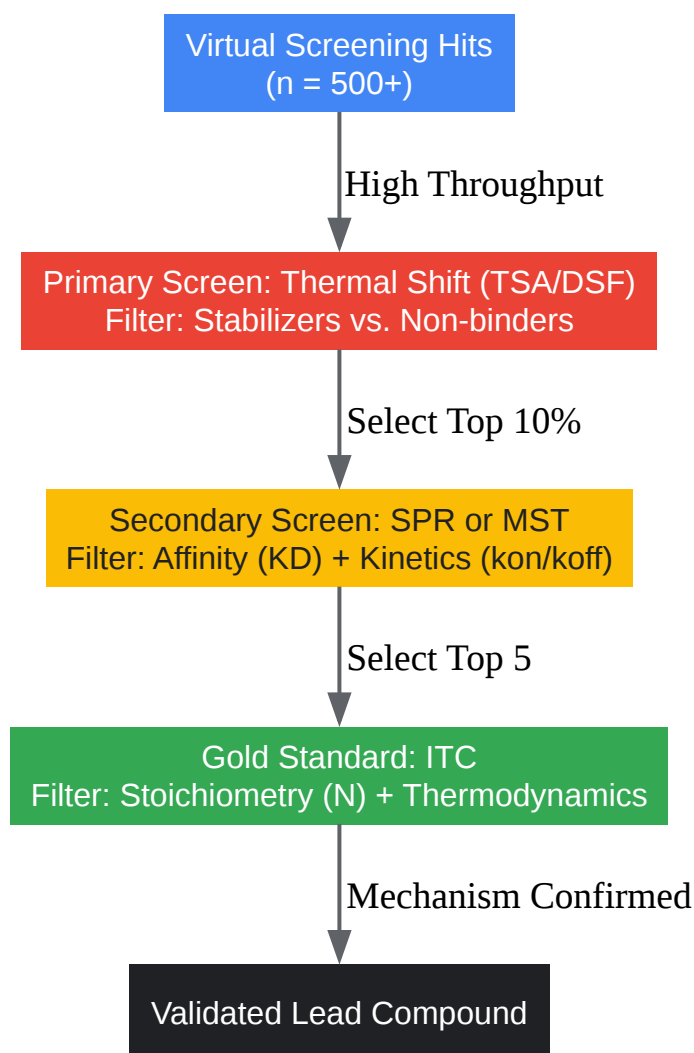 Virtual Screening Hits
(n = 500+)
High Throughput
Primary Screen: Thermal Shift (TSA/DSF)
Filter: Stabilizers vs. Non-binders
Select Top 10%
Secondary Screen: SPR or MST
Filter: Affinity (KD) + Kinetics (kon/koff)
Select Top 5
Gold Standard: ITC
Filter: Stoichiometry (N) + Thermodynamics
Mechanism Confirmed
Validated Lead Compound